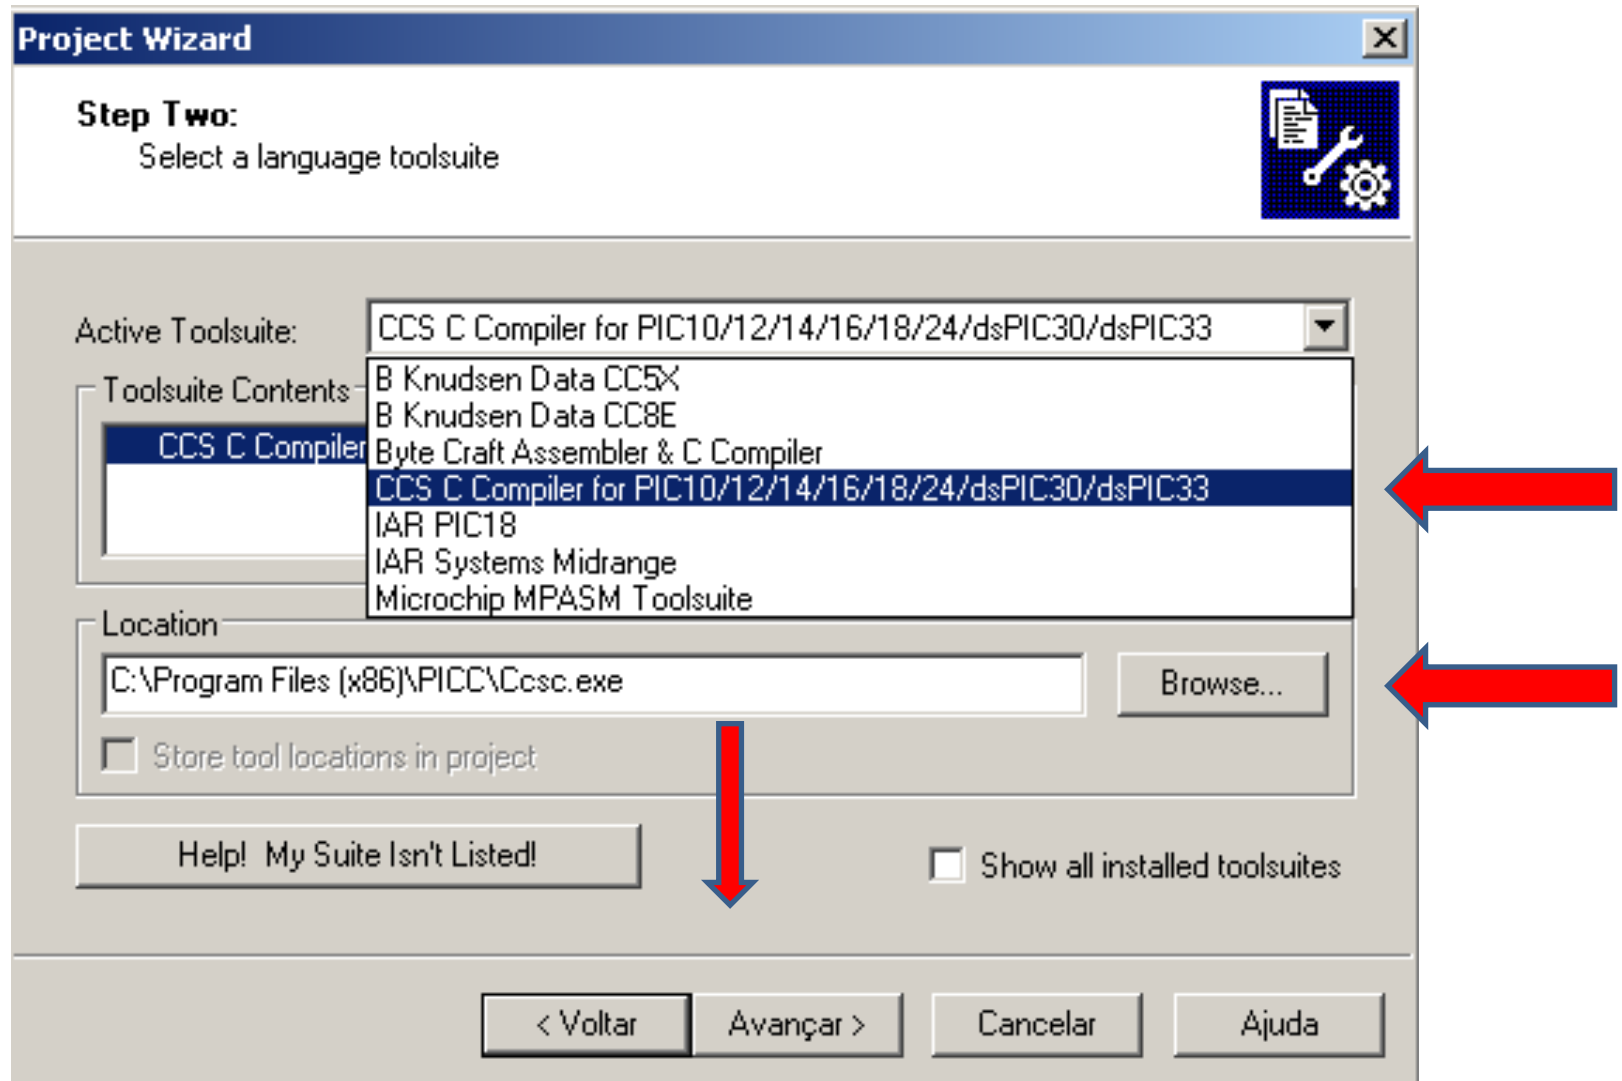 Project Wizard
Step Two:
Select a language toolsuite
Active Toolsuite:
CCS C Compiler for PIC10/12/14/16/18/24/dsPIC30/dsPIC33
Toolsuite Contents
CCS C Compiler
B Knudsen Data CC5X
B Knudsen Data CC8E
Byte Craft Assembler & C Compiler
CCS C Compiler for PIC10/12/14/16/18/24/dsPIC30/dsPIC33
IAR PIC18
IAR Systems Midrange
Microchip MPASM Toolsuite
Location
C:\Program Files (x86)\PICC\Ccsc.exe
Browse...
Store tool locations in project
Help! My Suite Isn't Listed!
Show all installed toolsuites
< Voltar
Avançar >
Cancelar
Ajuda